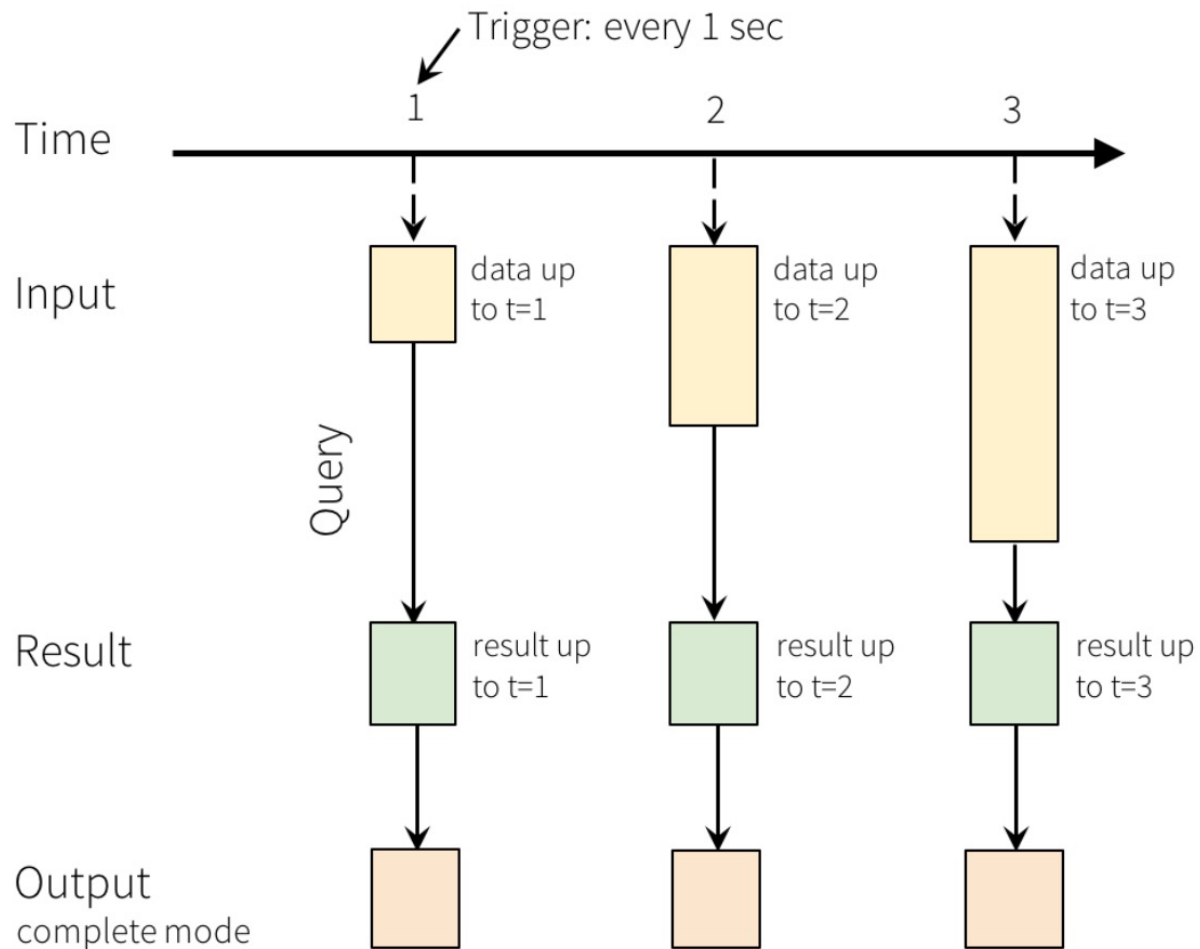 Trigger: every 1 sec
1 2 3
Time
Input
data up
to t=1
data up
to t=2
data up
to t=3
Query
Result
result up
to t=1
result up
to t=2
result up
to t=3
Output
complete mode